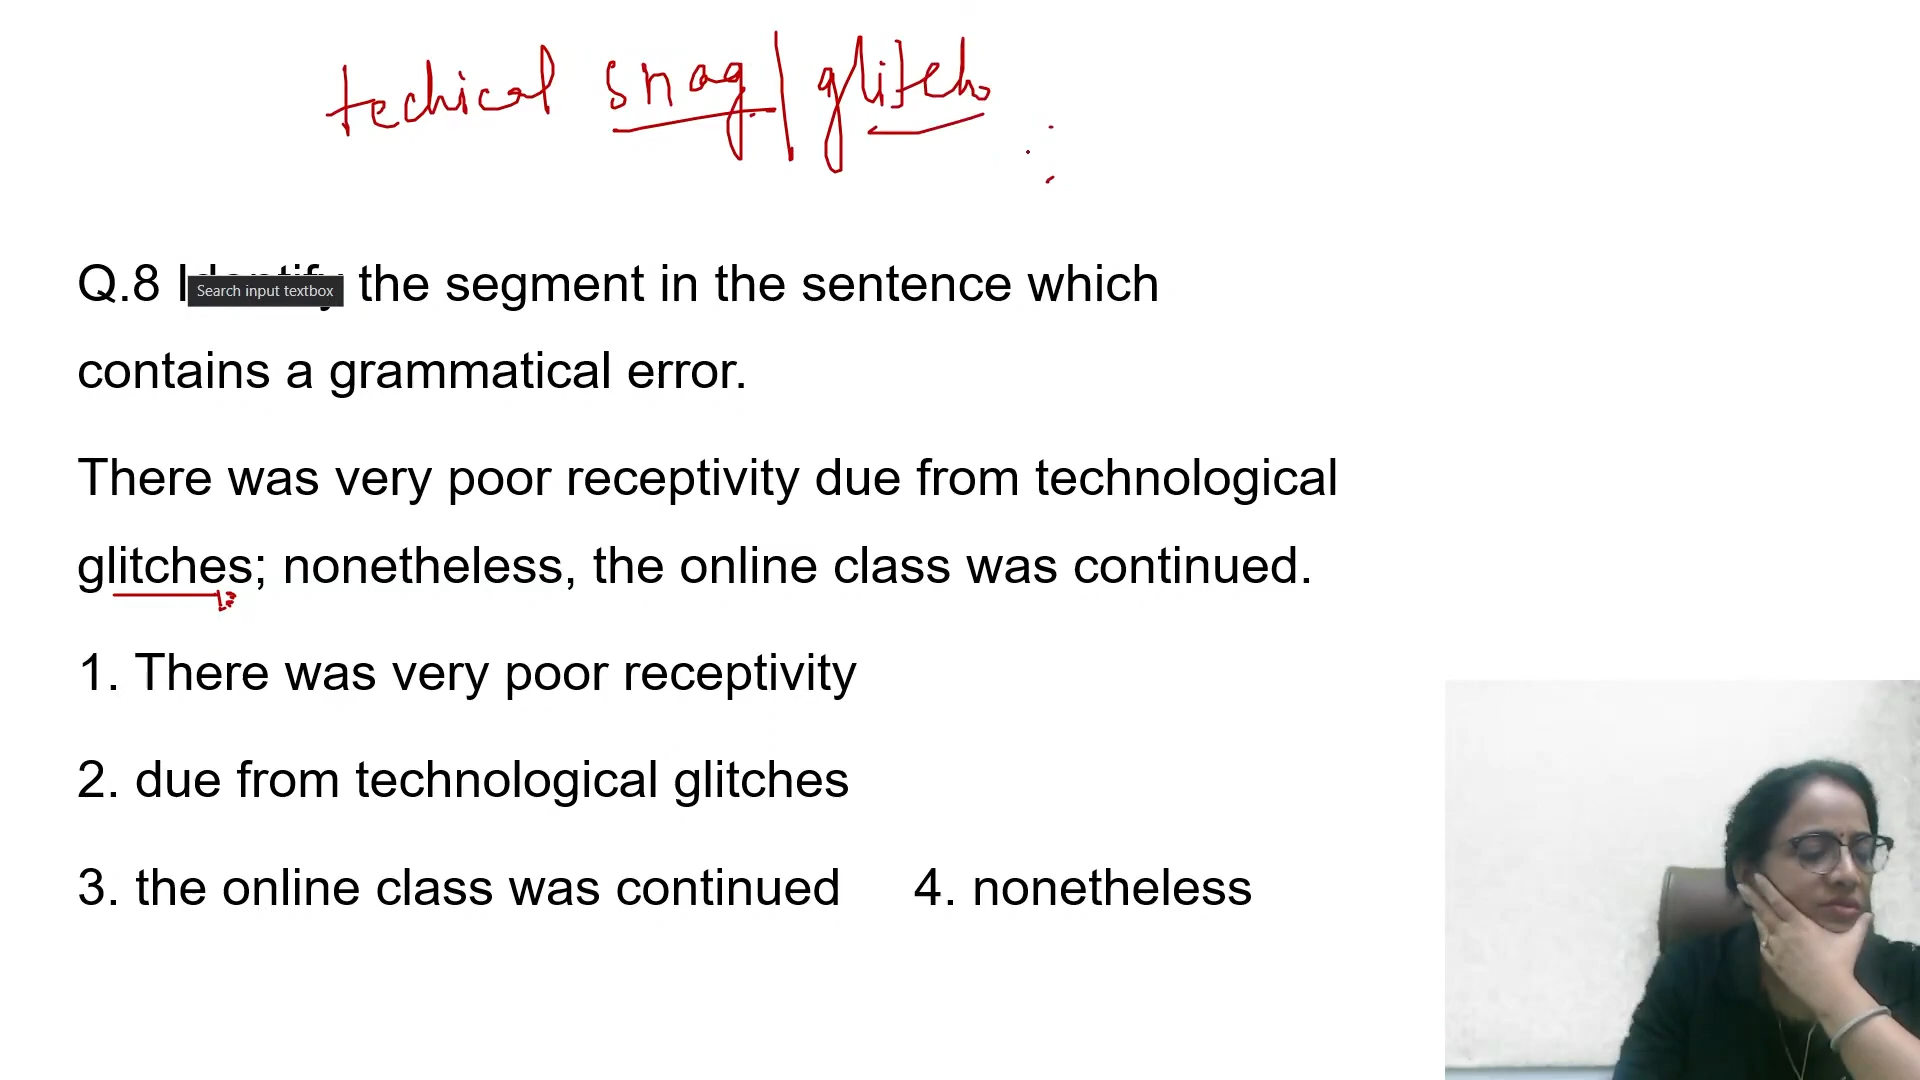 techical snag | glitch
Q.8 Identify the segment in the sentence which
Search input textbox
contains a grammatical error.
There was very poor receptivity due from technological
glitches; nonetheless, the online class was continued.
1. There was very poor receptivity
2. due from technological glitches
3. the online class was continued 4. nonetheless